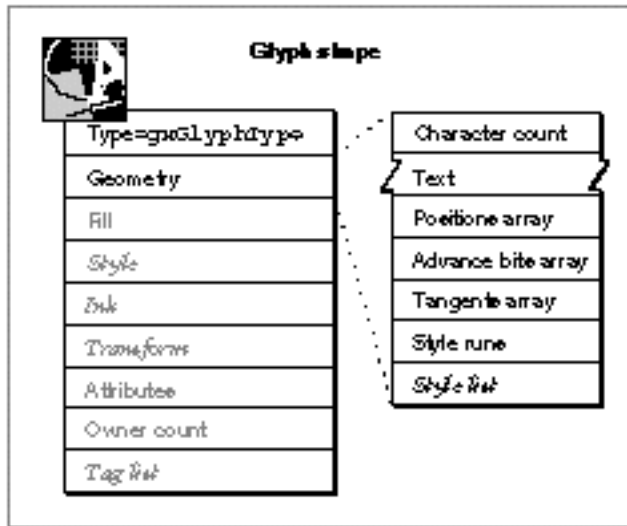 Glyph shape
Type=gxGlyphType
Geometry
Fill
Style
Ink
Transform
Attributes
Owner count
Tag list
Character count
Text
Positions array
Advance bits array
Tangents array
Style runs
Style list